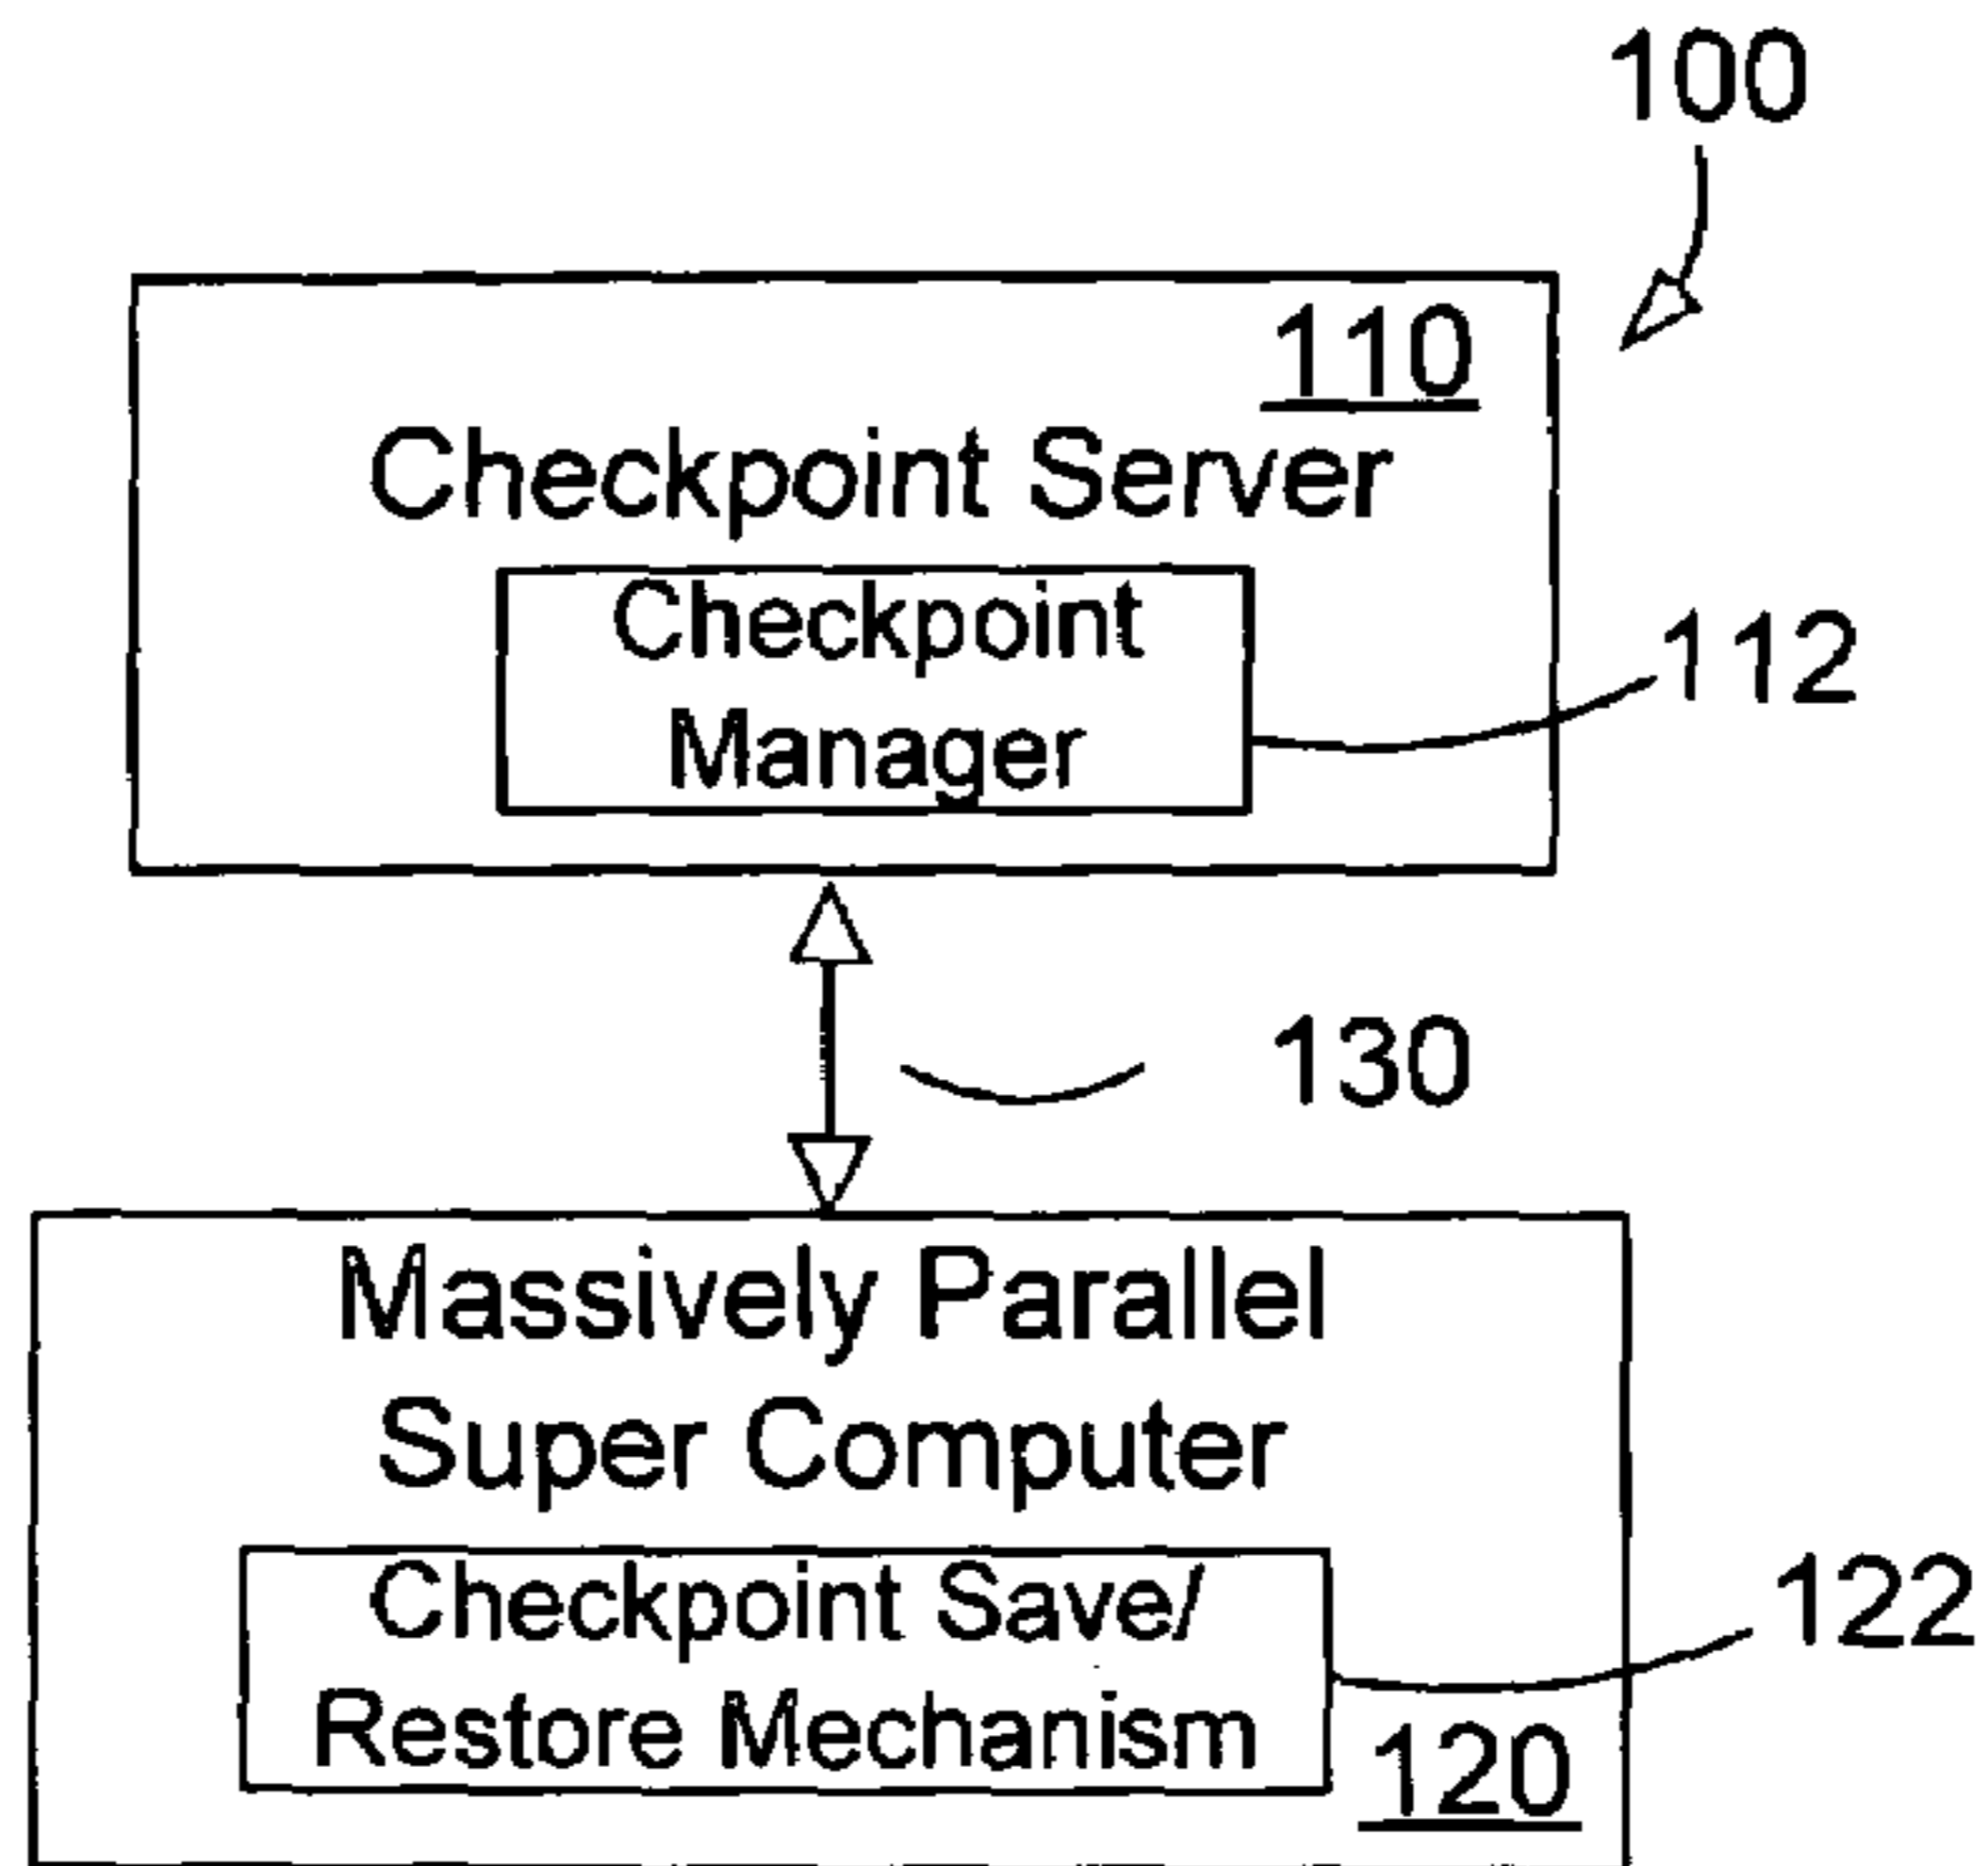 100
110
Checkpoint Server
Checkpoint
Manager
112
130
Massively Parallel
Super Computer
Checkpoint Save/
Restore Mechanism
122
120